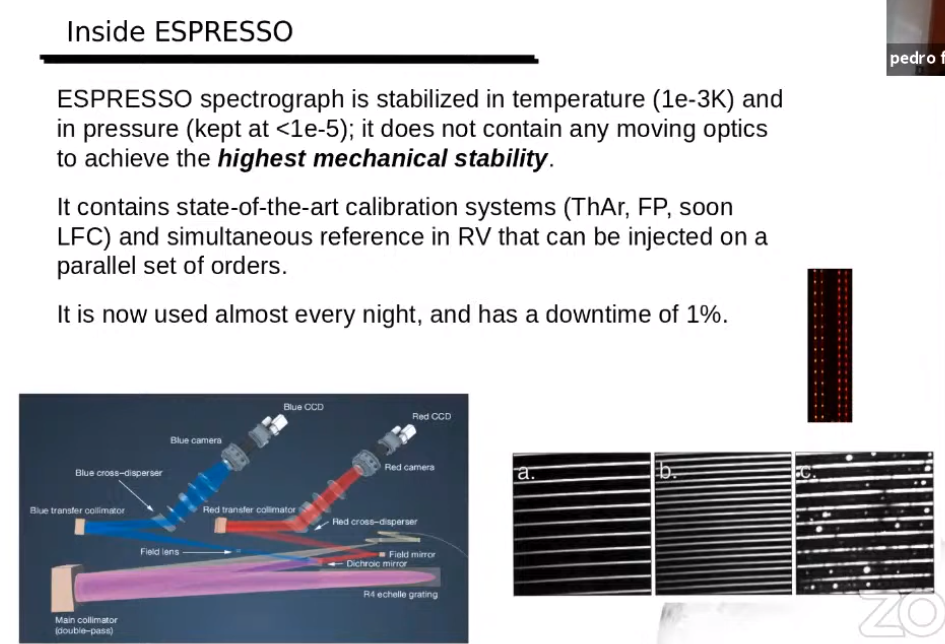 Inside ESPRESSO
pedro f
ESPRESSO spectrograph is stabilized in temperature (1e-3K) and
in pressure (kept at <1e-5); it does not contain any moving optics
to achieve the highest mechanical stability.
It contains state-of-the-art calibration systems (ThAr, FP, soon
LFC) and simultaneous reference in RV that can be injected on a
parallel set of orders.
It is now used almost every night, and has a downtime of 1%.
Blue CCD
Red CCD
Blue camera
Red camera
Blue cross-disperser
Blue transfer collimator
Red transfer collimator
Red cross-disperser
Field lens
Field mirror
Dichroic mirror
R4 echelle grating
Main collimator
(double-pass)
a.
b.
c.
zo